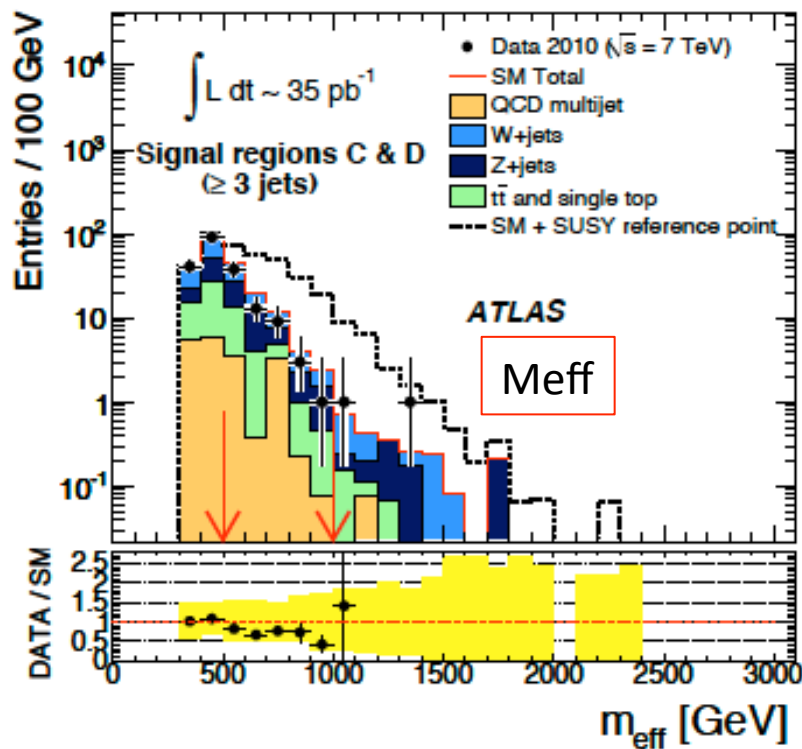 Entries / 100 GeV
10⁴
10³
10²
10
1
10⁻¹
∫ L dt ~ 35 pb⁻¹
Signal regions C & D
(≥ 3 jets)
Data 2010 (√s = 7 TeV)
SM Total
QCD multijet
W+jets
Z+jets
tt̄ and single top
SM + SUSY reference point
ATLAS
Meff
DATA / SM
2.5
2
1.5
1
0.5
0
0 500 1000 1500 2000 2500 3000
m_eff [GeV]